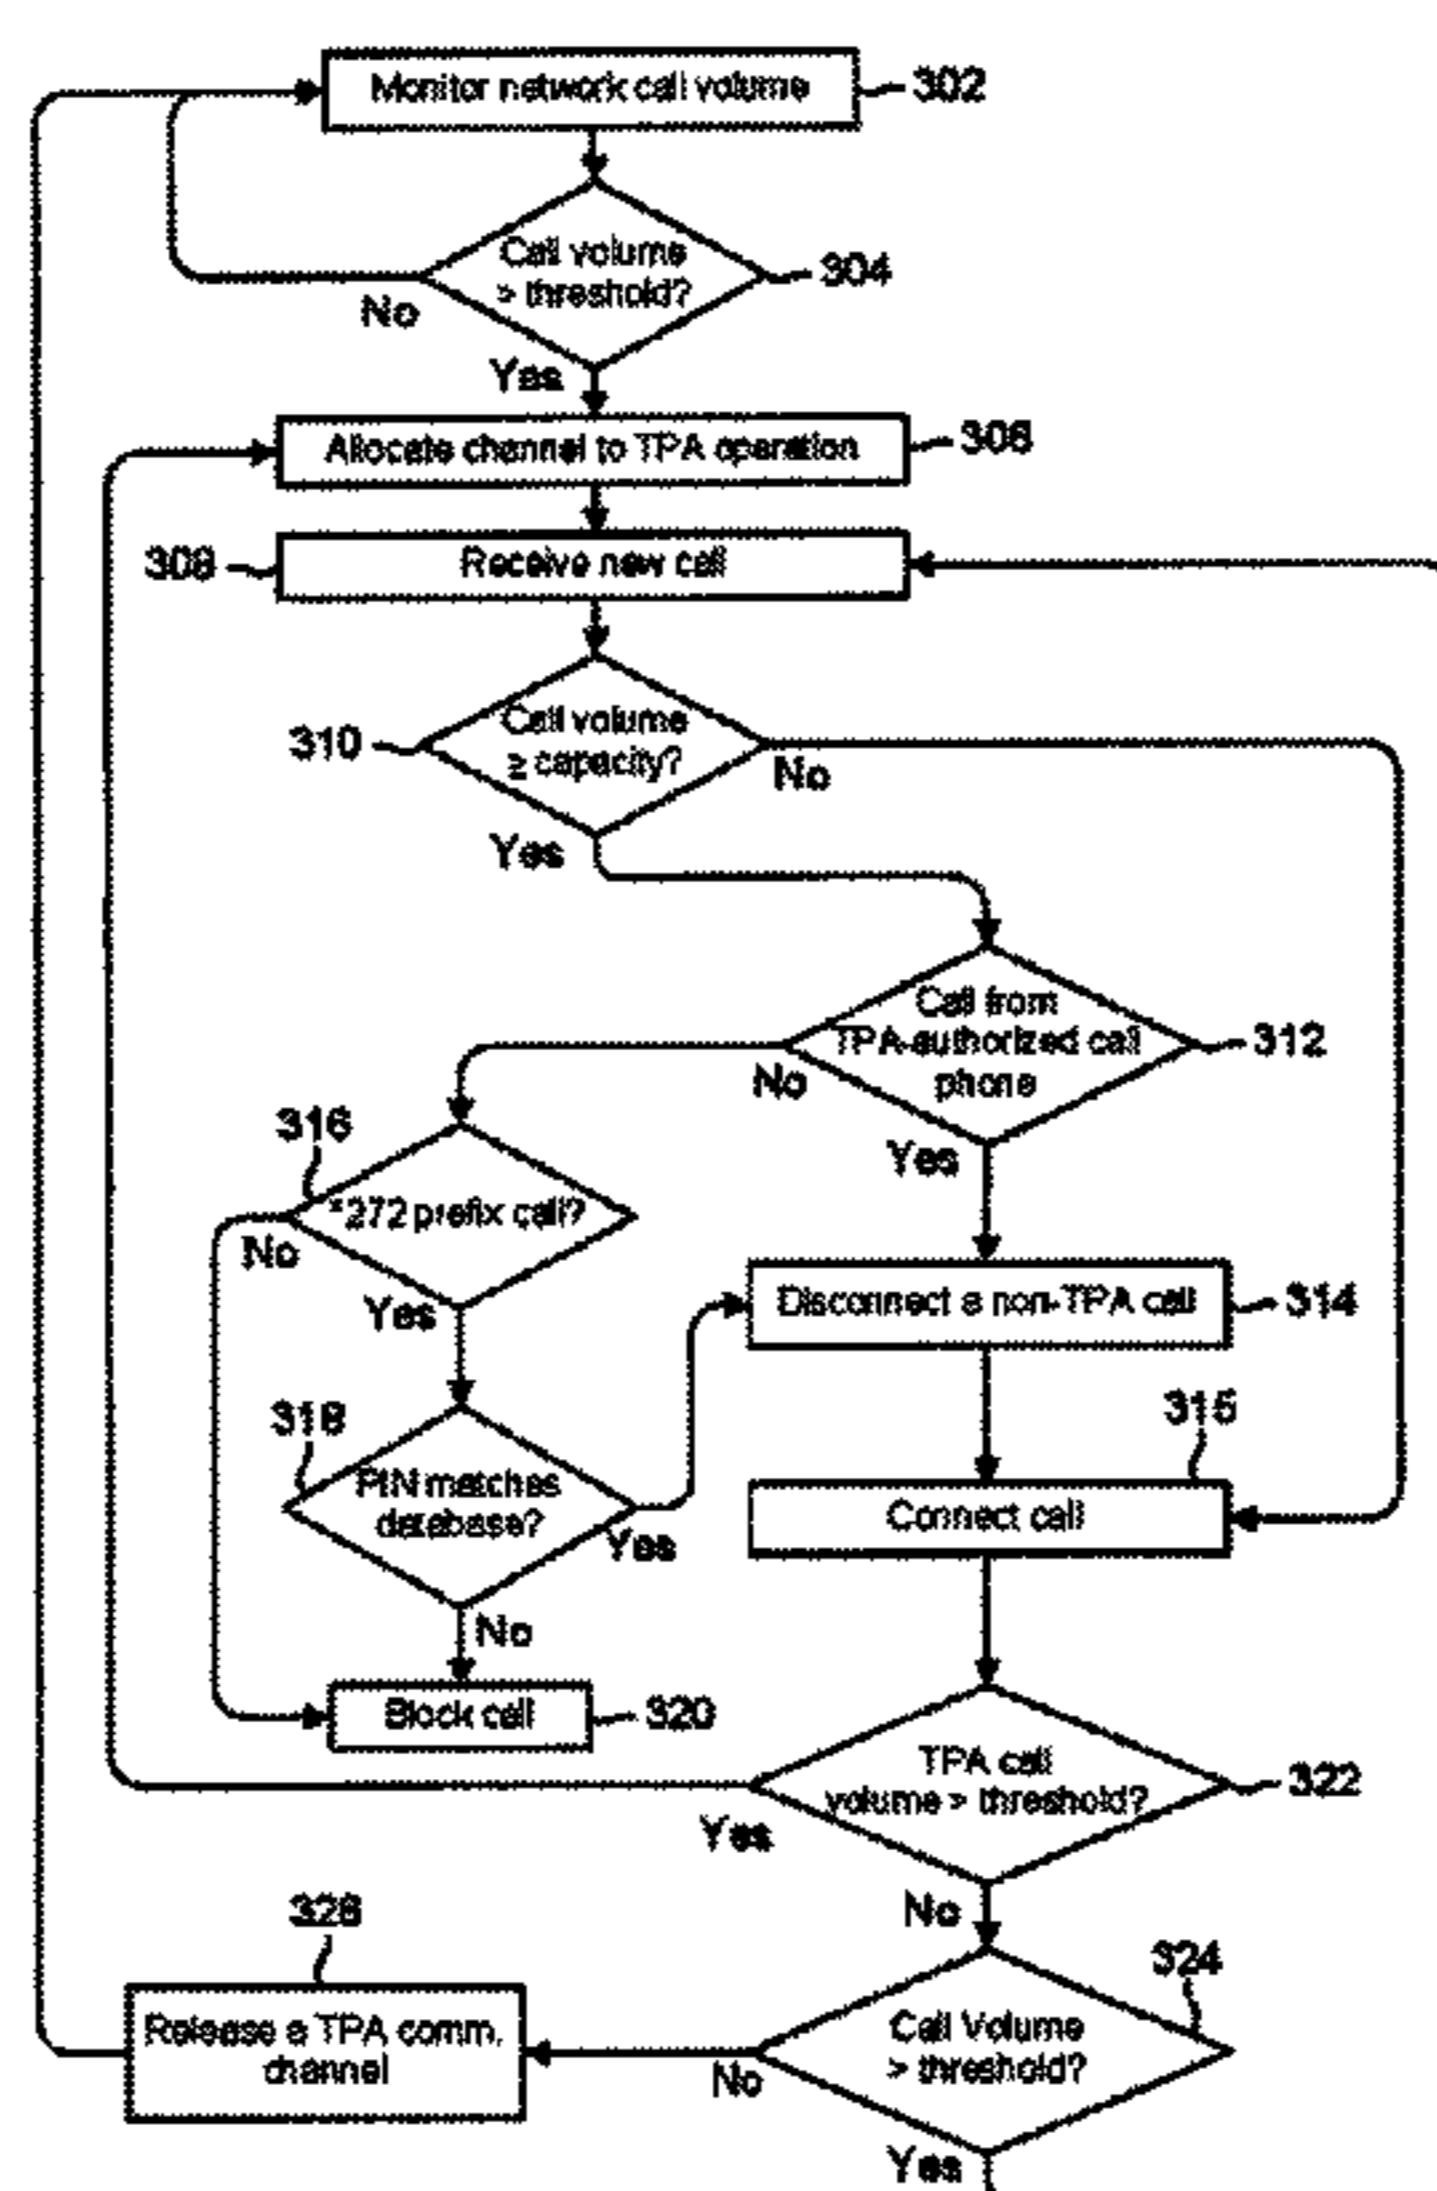 Monitor network call volume
302
Call volume
> threshold?
304
No
Yes
Allocate channel to TPA operation
306
308
Receive new call
310
Call volume
≥ capacity?
No
Yes
Call from
TPA-authorized call
phone
312
No
Yes
316
*272 prefix call?
No
Yes
Disconnect a non-TPA call
314
318
PIN matches
database?
Yes
No
315
Connect call
Block call
320
TPA call
volume > threshold?
322
Yes
No
326
Release a TPA comm.
channel
324
Call Volume
> threshold?
No
Yes